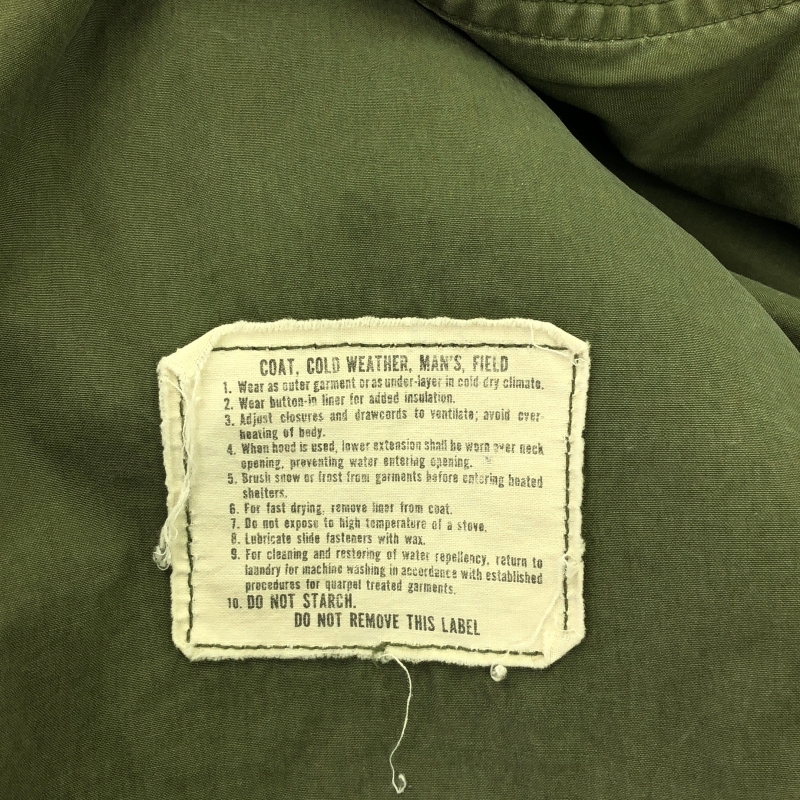 COAT, COLD WEATHER, MAN'S, FIELD
1. Wear as outer garment or as under-layer in cold dry climate.
2. Wear button-in liner for added insulation.
3. Adjust closures and drawcords to ventilate; avoid over-
heating of body.
4. When hood is used, lower extension shall be worn over neck
opening, preventing water entering opening.
5. Brush snow or frost from garments before entering heated
shelters.
6. For fast drying, remove liner from coat.
7. Do not expose to high temperature of a stove.
8. Lubricate slide fasteners with wax.
9. For cleaning and restoring of water repellency, return to
laundry for machine washing in accordance with established
procedures for quarpel treated garments.
10. DO NOT STARCH.
DO NOT REMOVE THIS LABEL